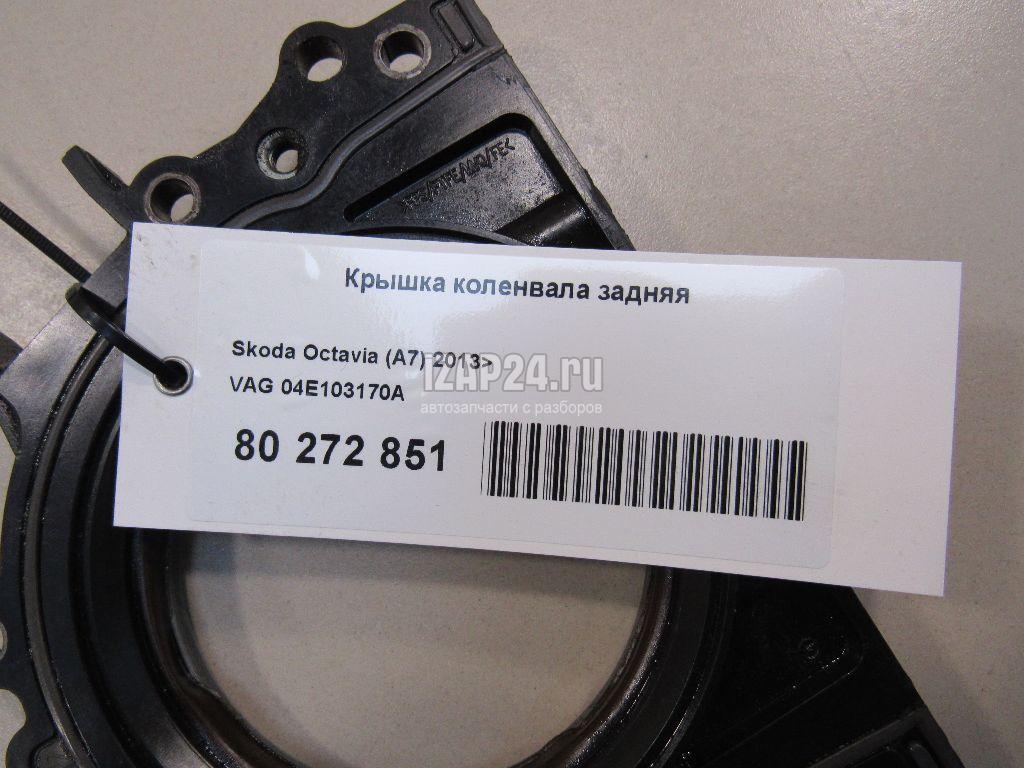 Крышка коленвала задняя
Skoda Octavia (A7) 2013>
VAG 04E103170A
80 272 851
IZAP24.ru
автозапчасти с разборов